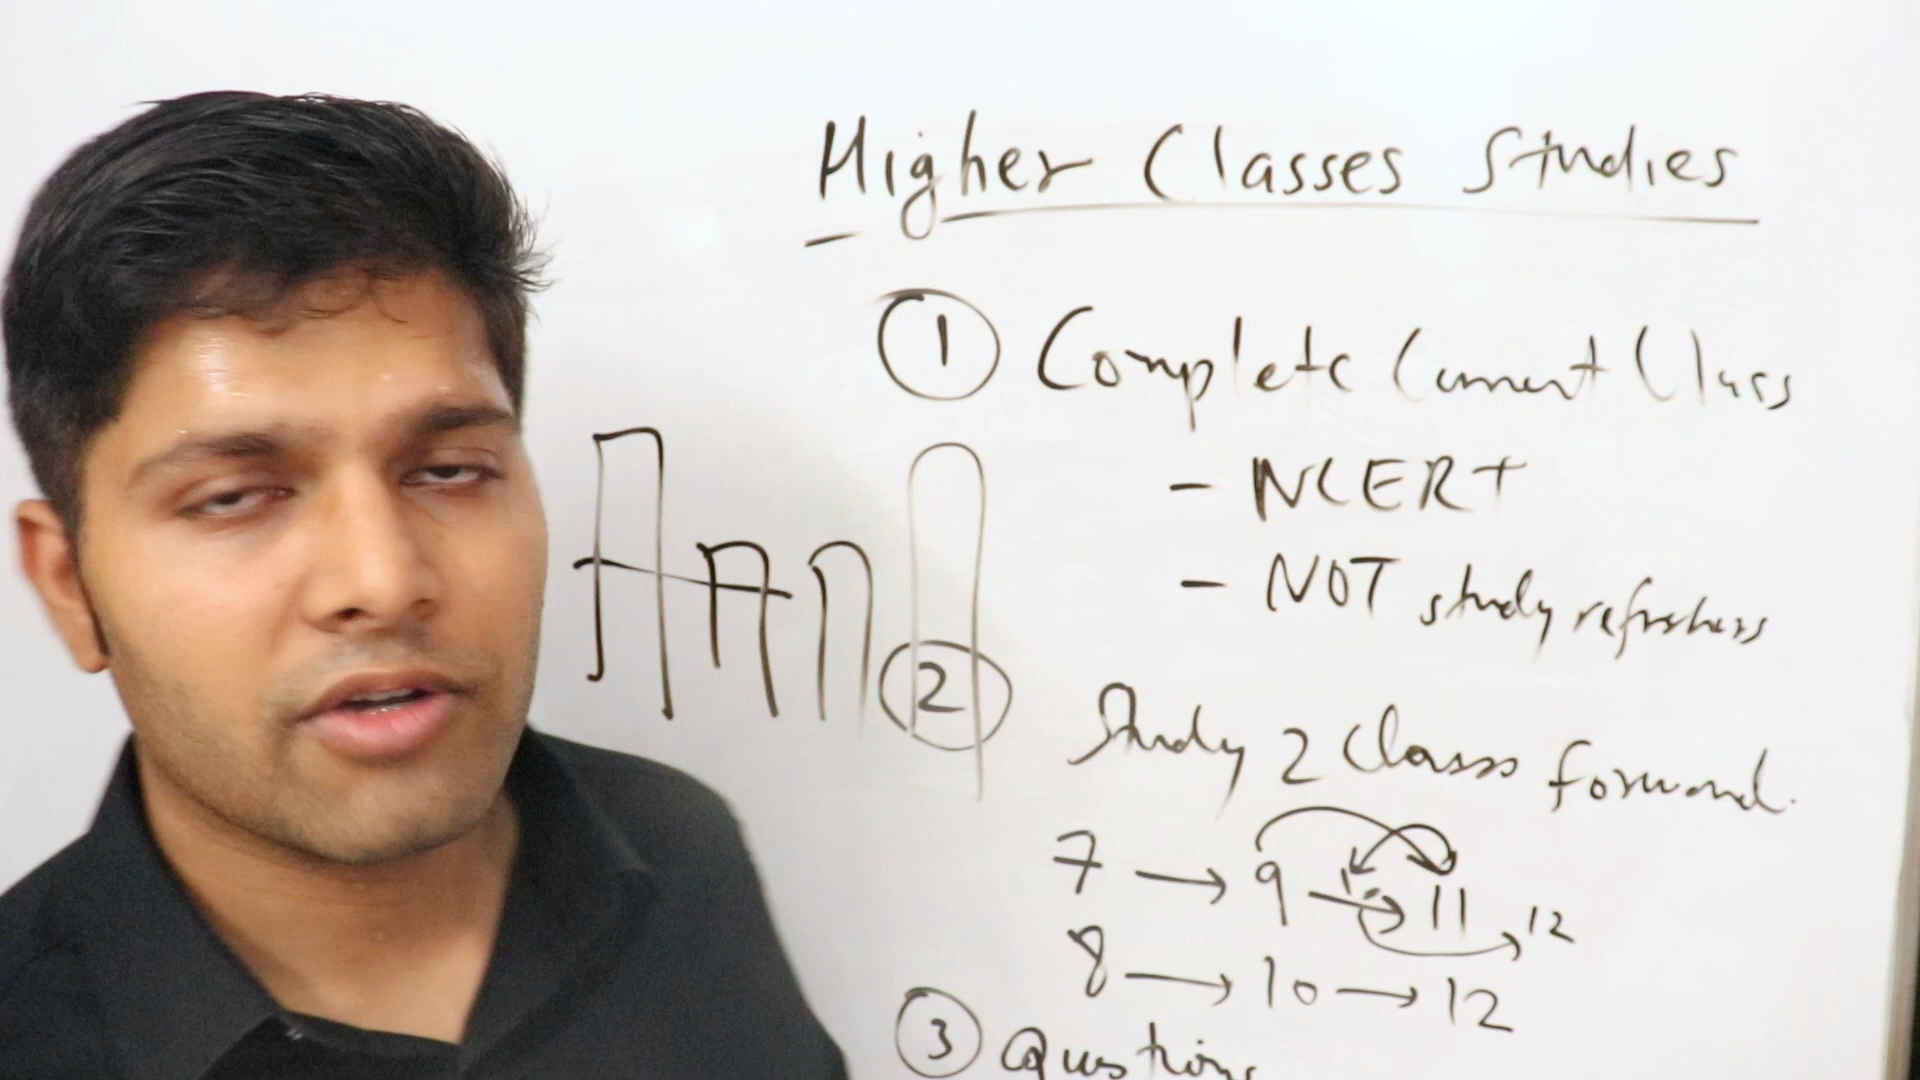 Higher Classes Studies
① Complete Current Class
- NCERT
- NOT study refreshers
② Study 2 Classes forward.
7 → 9 → 11
12
8 → 10 → 12
③ Questions